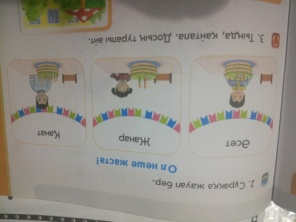 2. Сұраққа жауап бер.
Ол неше жаста?
Әсет
Жанар
Қанат
3. Тыңда, қайтала. Досың туралы айт.